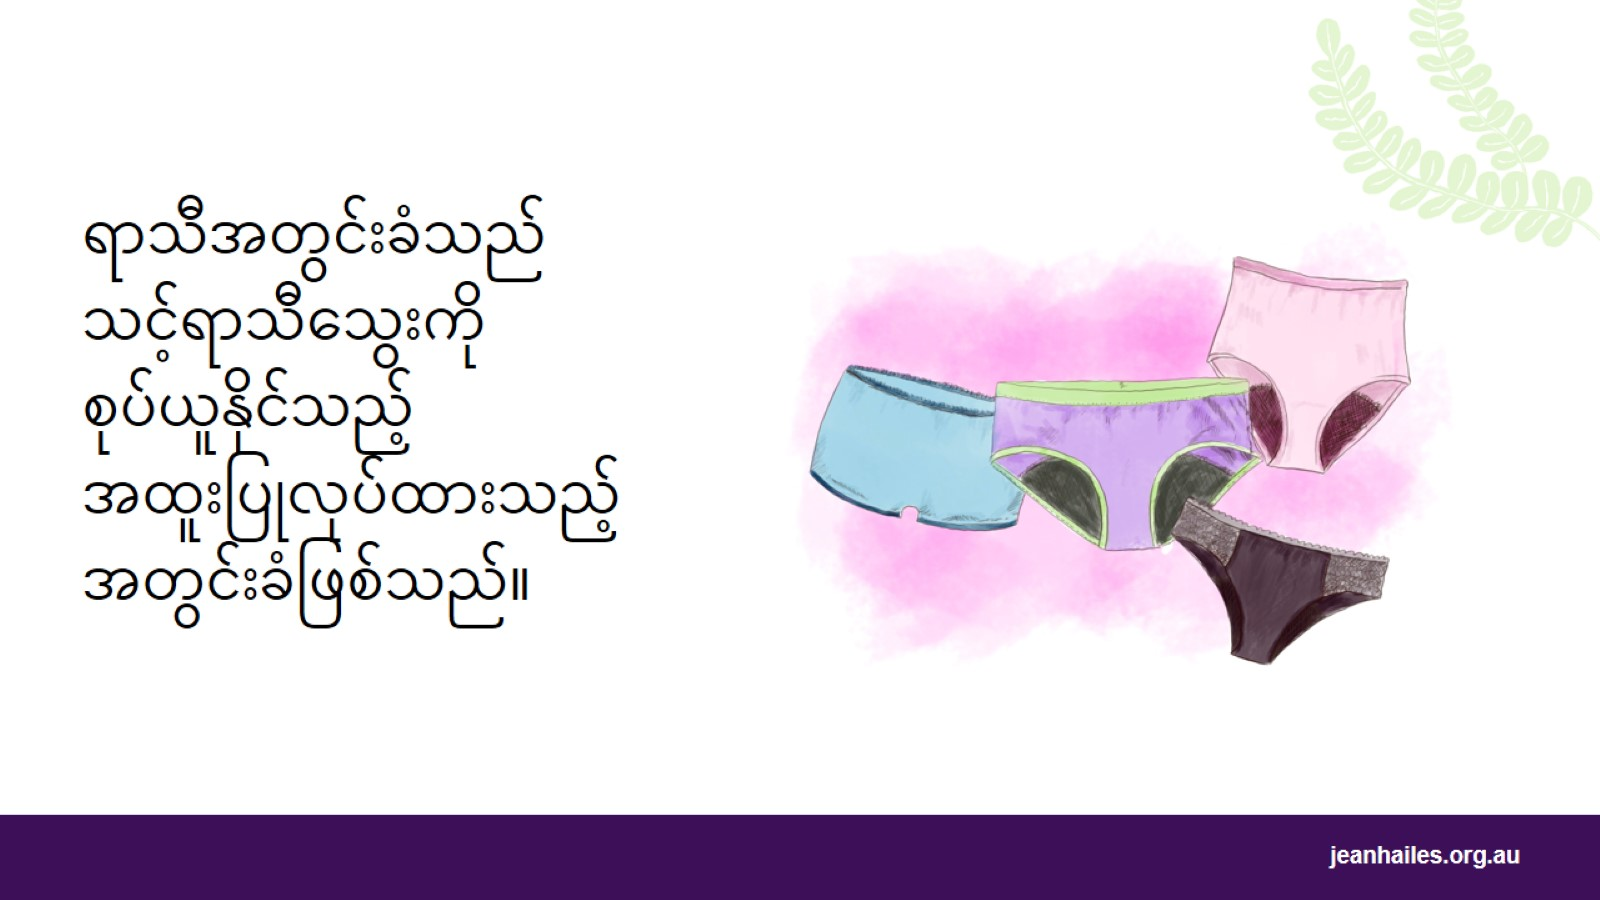 ရာသီအတွင်းခံသည်
သင့်ရာသီသွေးကို
စုပ်ယူနိုင်သည့်
အထူးပြုလုပ်ထားသည့်
အတွင်းခံဖြစ်သည်။
jeanhailes.org.au